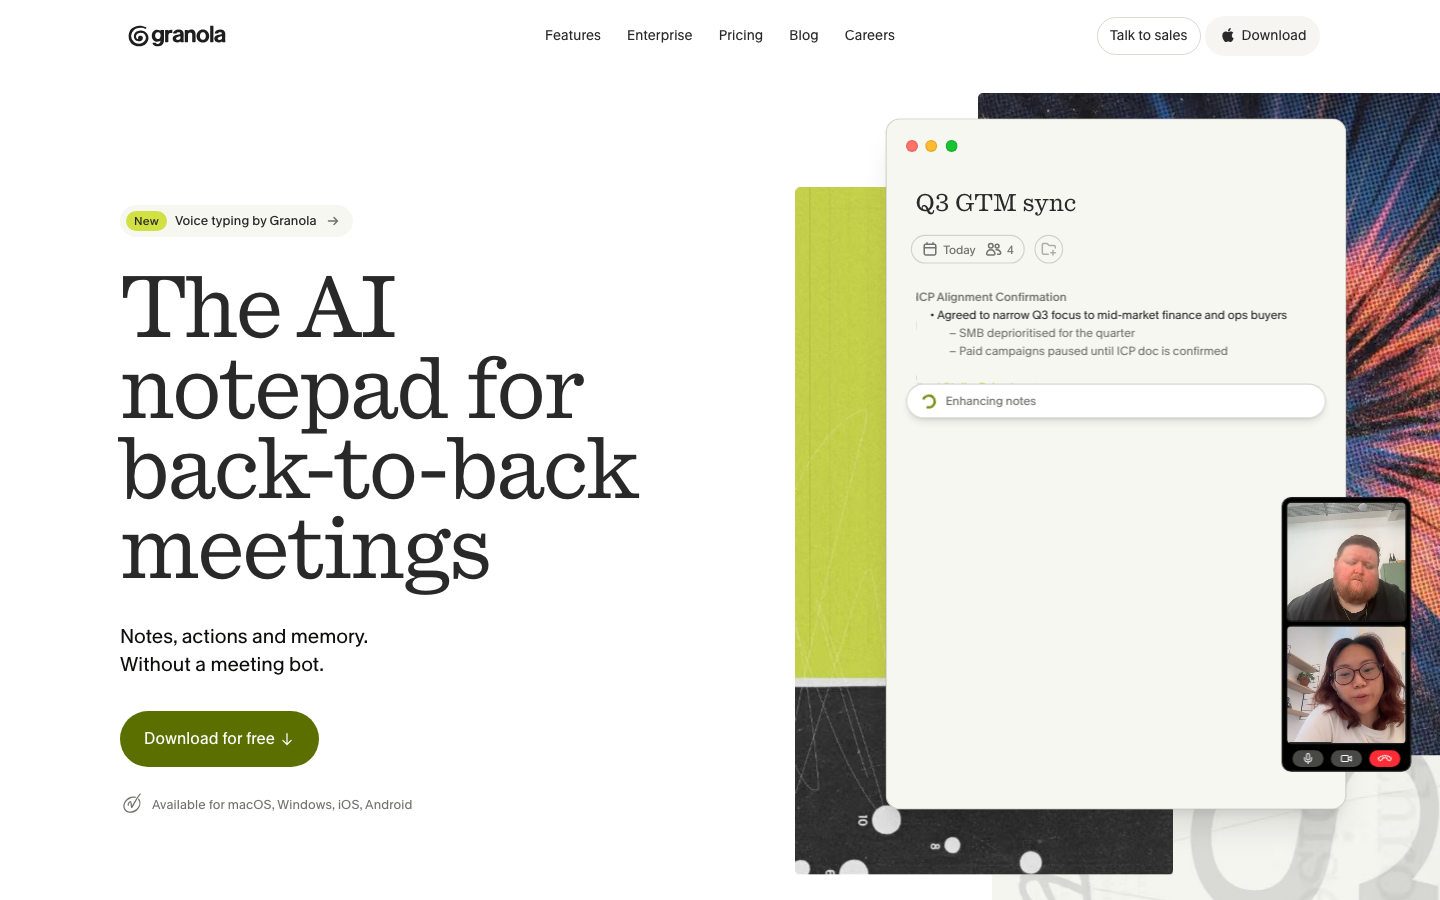 granola
Features
Enterprise
Pricing
Blog
Careers
Talk to sales
Download
New
Voice typing by Granola →
The AI
notepad for
back-to-back
meetings
Notes, actions and memory.
Without a meeting bot.
Download for free ↓
Available for macOS, Windows, iOS, Android
Q3 GTM sync
Today
4
ICP Alignment Confirmation
• Agreed to narrow Q3 focus to mid-market finance and ops buyers
– SMB deprioritised for the quarter
– Paid campaigns paused until ICP doc is confirmed
Enhancing notes
10
8